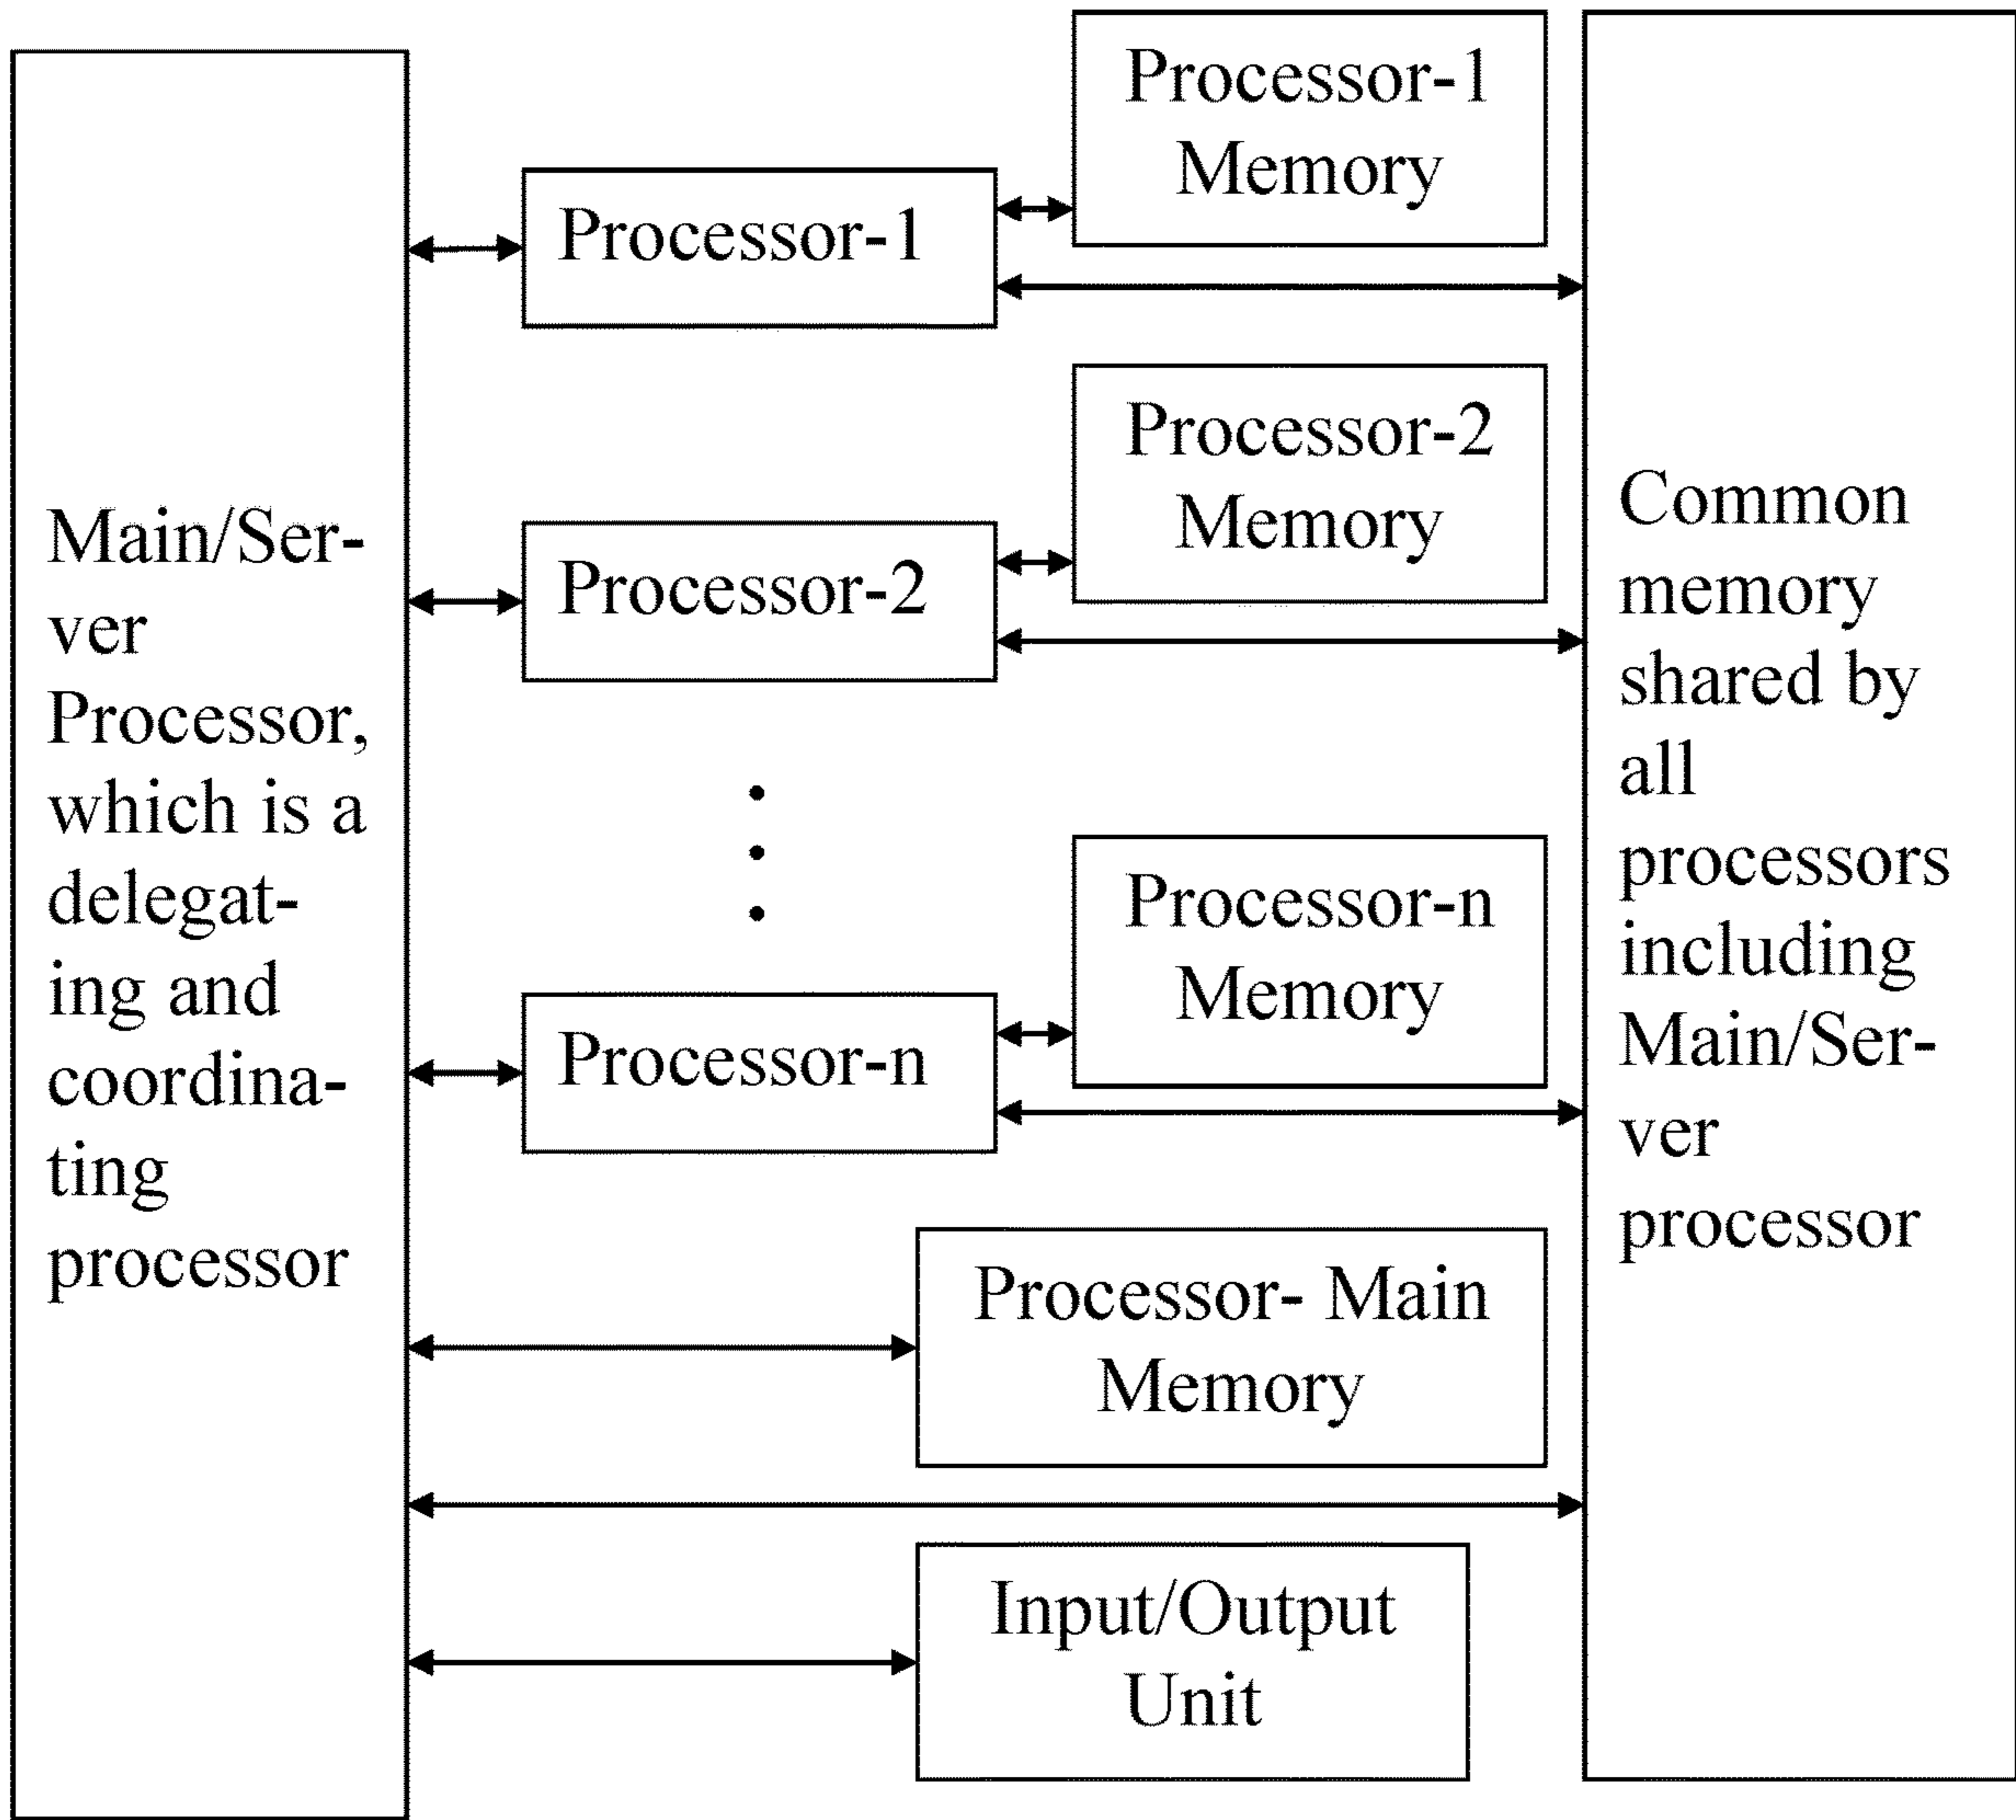 Main/Ser-
ver
Processor,
which is a
delegat-
ing and
coordina-
ting
processor
Processor-1
Processor-1
Memory
Processor-2
Processor-2
Memory
Processor-n
Processor-n
Memory
Processor- Main
Memory
Input/Output
Unit
Common
memory
shared by
all
processors
including
Main/Ser-
ver
processor